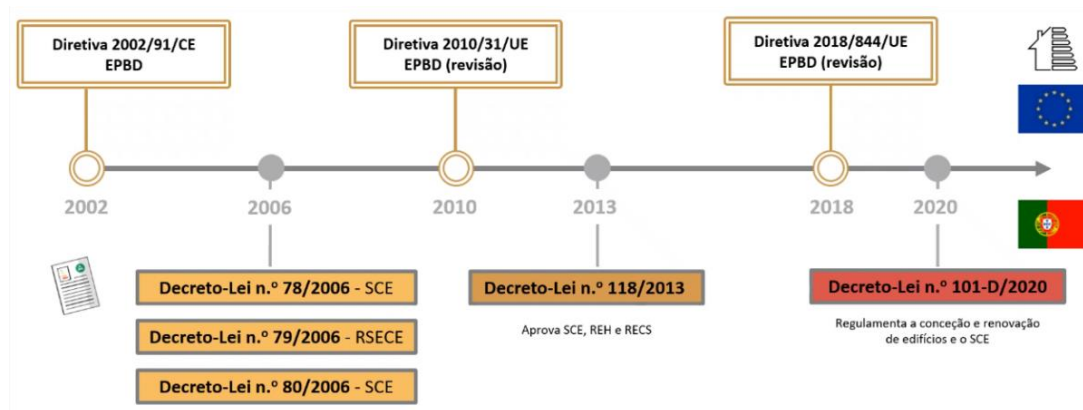 Diretiva 2002/91/CE
EPBD
Diretiva 2010/31/UE
EPBD (revisão)
Diretiva 2018/844/UE
EPBD (revisão)
2002
2006
2010
2013
2018
2020
Decreto-Lei n.º 78/2006 - SCE
Decreto-Lei n.º 79/2006 - RSECE
Decreto-Lei n.º 80/2006 - SCE
Decreto-Lei n.º 118/2013
Aprova SCE, REH e RECS
Decreto-Lei n.º 101-D/2020
Regulamenta a conceção e renovação
de edifícios e o SCE